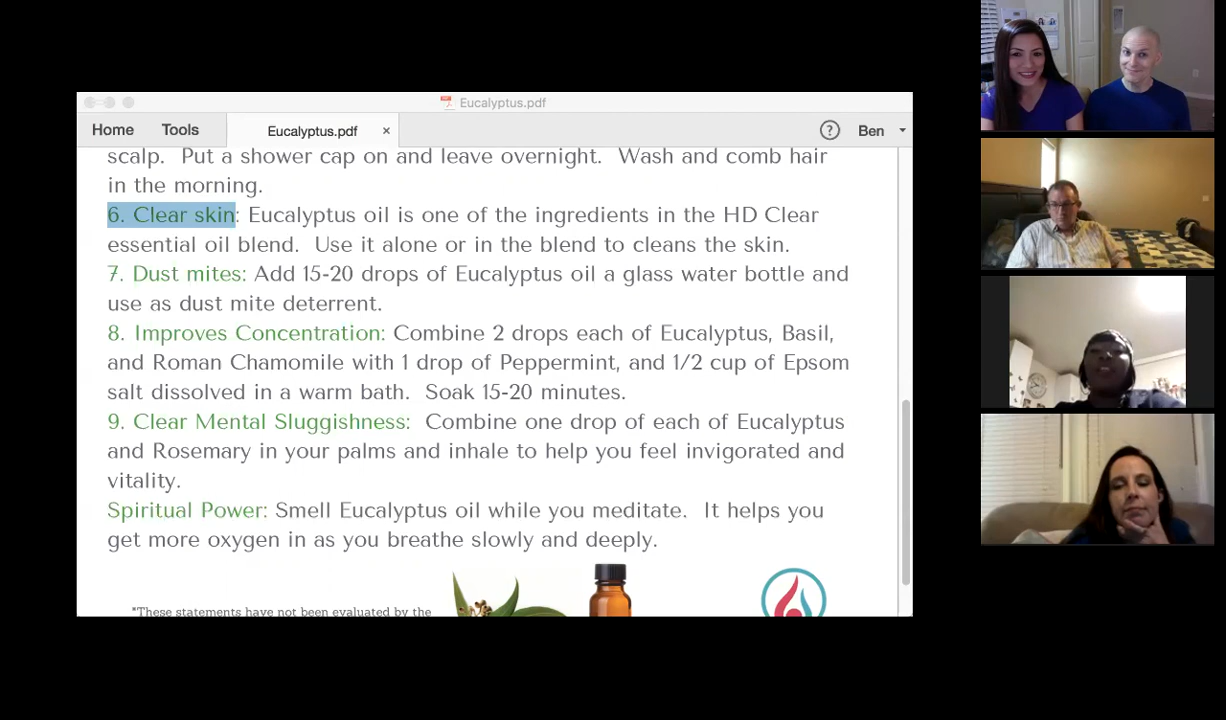 Eucalyptus.pdf
Home Tools Eucalyptus.pdf × ? Ben
scalp. Put a shower cap on and leave overnight. Wash and comb hair
in the morning.
6. Clear skin: Eucalyptus oil is one of the ingredients in the HD Clear
essential oil blend. Use it alone or in the blend to cleans the skin.
7. Dust mites: Add 15-20 drops of Eucalyptus oil a glass water bottle and
use as dust mite deterrent.
8. Improves Concentration: Combine 2 drops each of Eucalyptus, Basil,
and Roman Chamomile with 1 drop of Peppermint, and 1/2 cup of Epsom
salt dissolved in a warm bath. Soak 15-20 minutes.
9. Clear Mental Sluggishness: Combine one drop of each of Eucalyptus
and Rosemary in your palms and inhale to help you feel invigorated and
vitality.
Spiritual Power: Smell Eucalyptus oil while you meditate. It helps you
get more oxygen in as you breathe slowly and deeply.
*These statements have not been evaluated by the